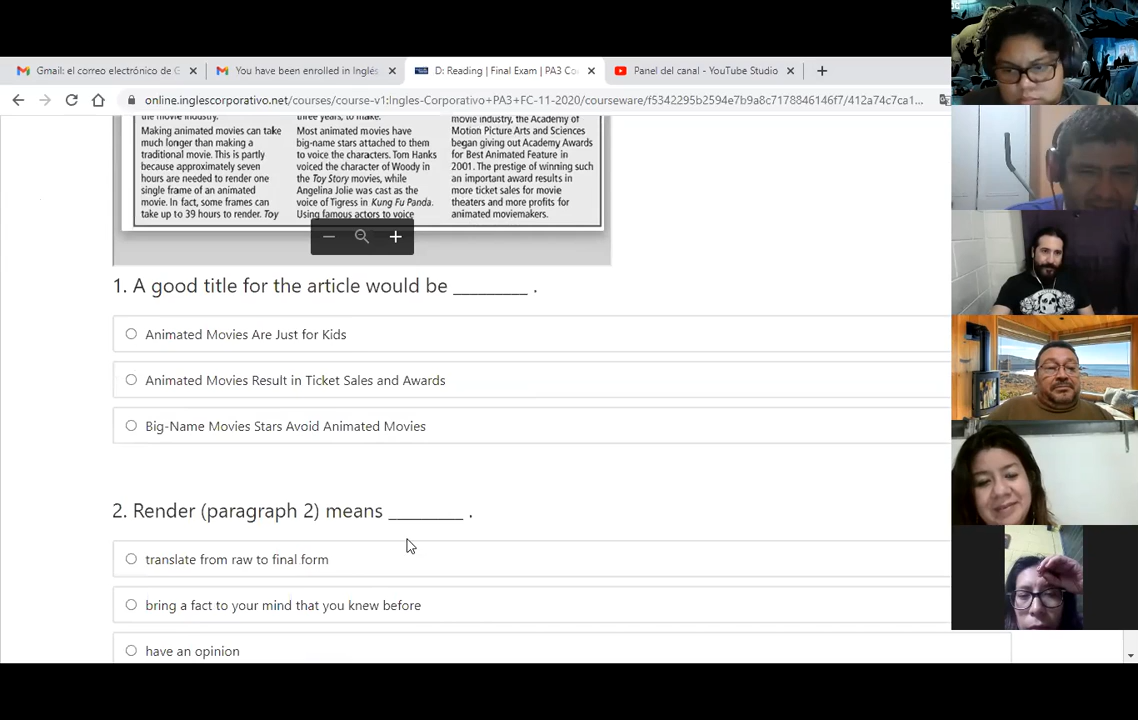 Gmail: el correo electrónico de G
You have been enrolled in Inglés
D: Reading | Final Exam | PA3 Co
Panel del canal - YouTube Studio
online.inglescorporativo.net/courses/course-v1:Ingles-Corporativo+PA3+FC-11-2020/courseware/f5342295b2594e7b9a8c7178846146f7/412a74c7ca1...
the movie industry.
Making animated movies can take
much longer than making a
traditional movie. This is partly
because approximately seven
hours are needed to render one
single frame of an animated
movie. In fact, some frames can
take up to 39 hours to render. Toy
three years, to make.
Most animated movies have
big-name stars attached to them
to voice the characters. Tom Hanks
voiced the character of Woody in
the Toy Story movies, while
Angelina Jolie was cast as the
voice of Tigress in Kung Fu Panda.
Using famous actors to voice
movie industry, the Academy of
Motion Picture Arts and Sciences
began giving out Academy Awards
for Best Animated Feature in
2001. The prestige of winning such
an important award results in
more ticket sales for movie
theaters and more profits for
animated moviemakers.
1. A good title for the article would be ________ .
Animated Movies Are Just for Kids
Animated Movies Result in Ticket Sales and Awards
Big-Name Movies Stars Avoid Animated Movies
2. Render (paragraph 2) means ________ .
translate from raw to final form
bring a fact to your mind that you knew before
have an opinion